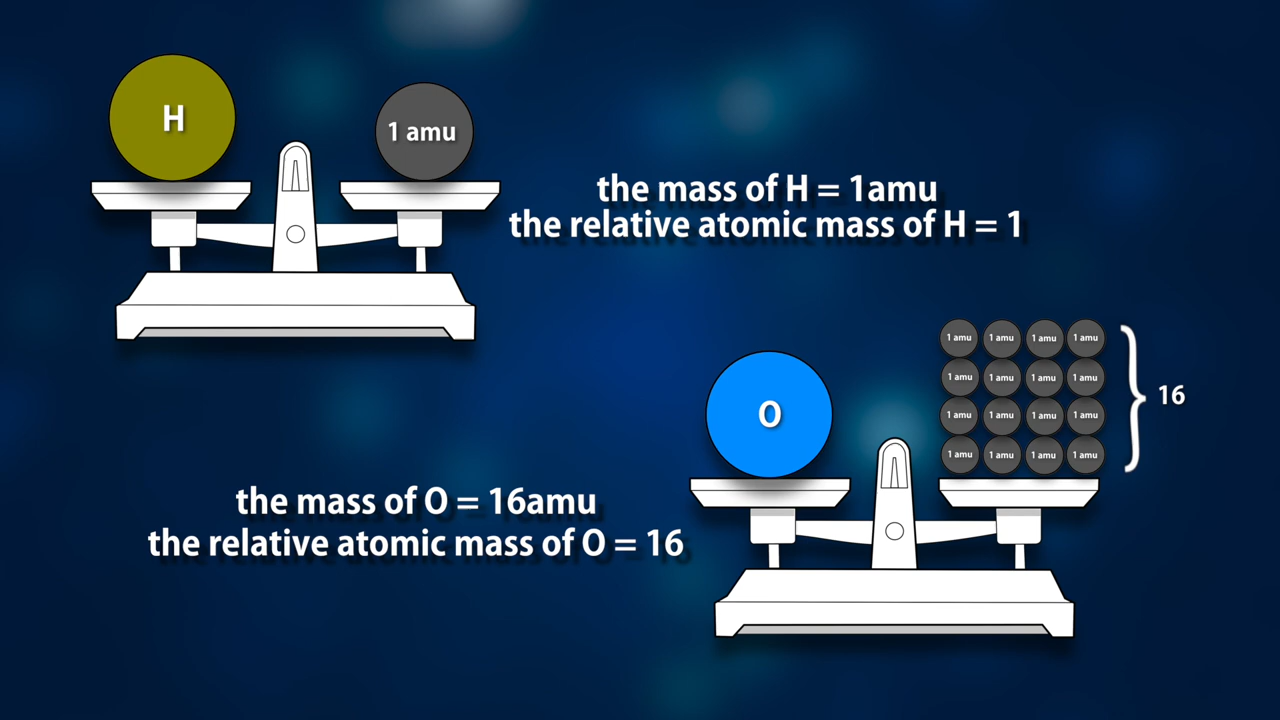 H
1 amu
the mass of H = 1amu
the relative atomic mass of H = 1
1 amu 1 amu 1 amu 1 amu
1 amu 1 amu 1 amu 1 amu
1 amu 1 amu 1 amu 1 amu
1 amu 1 amu 1 amu 1 amu
16
O
the mass of O = 16amu
the relative atomic mass of O = 16